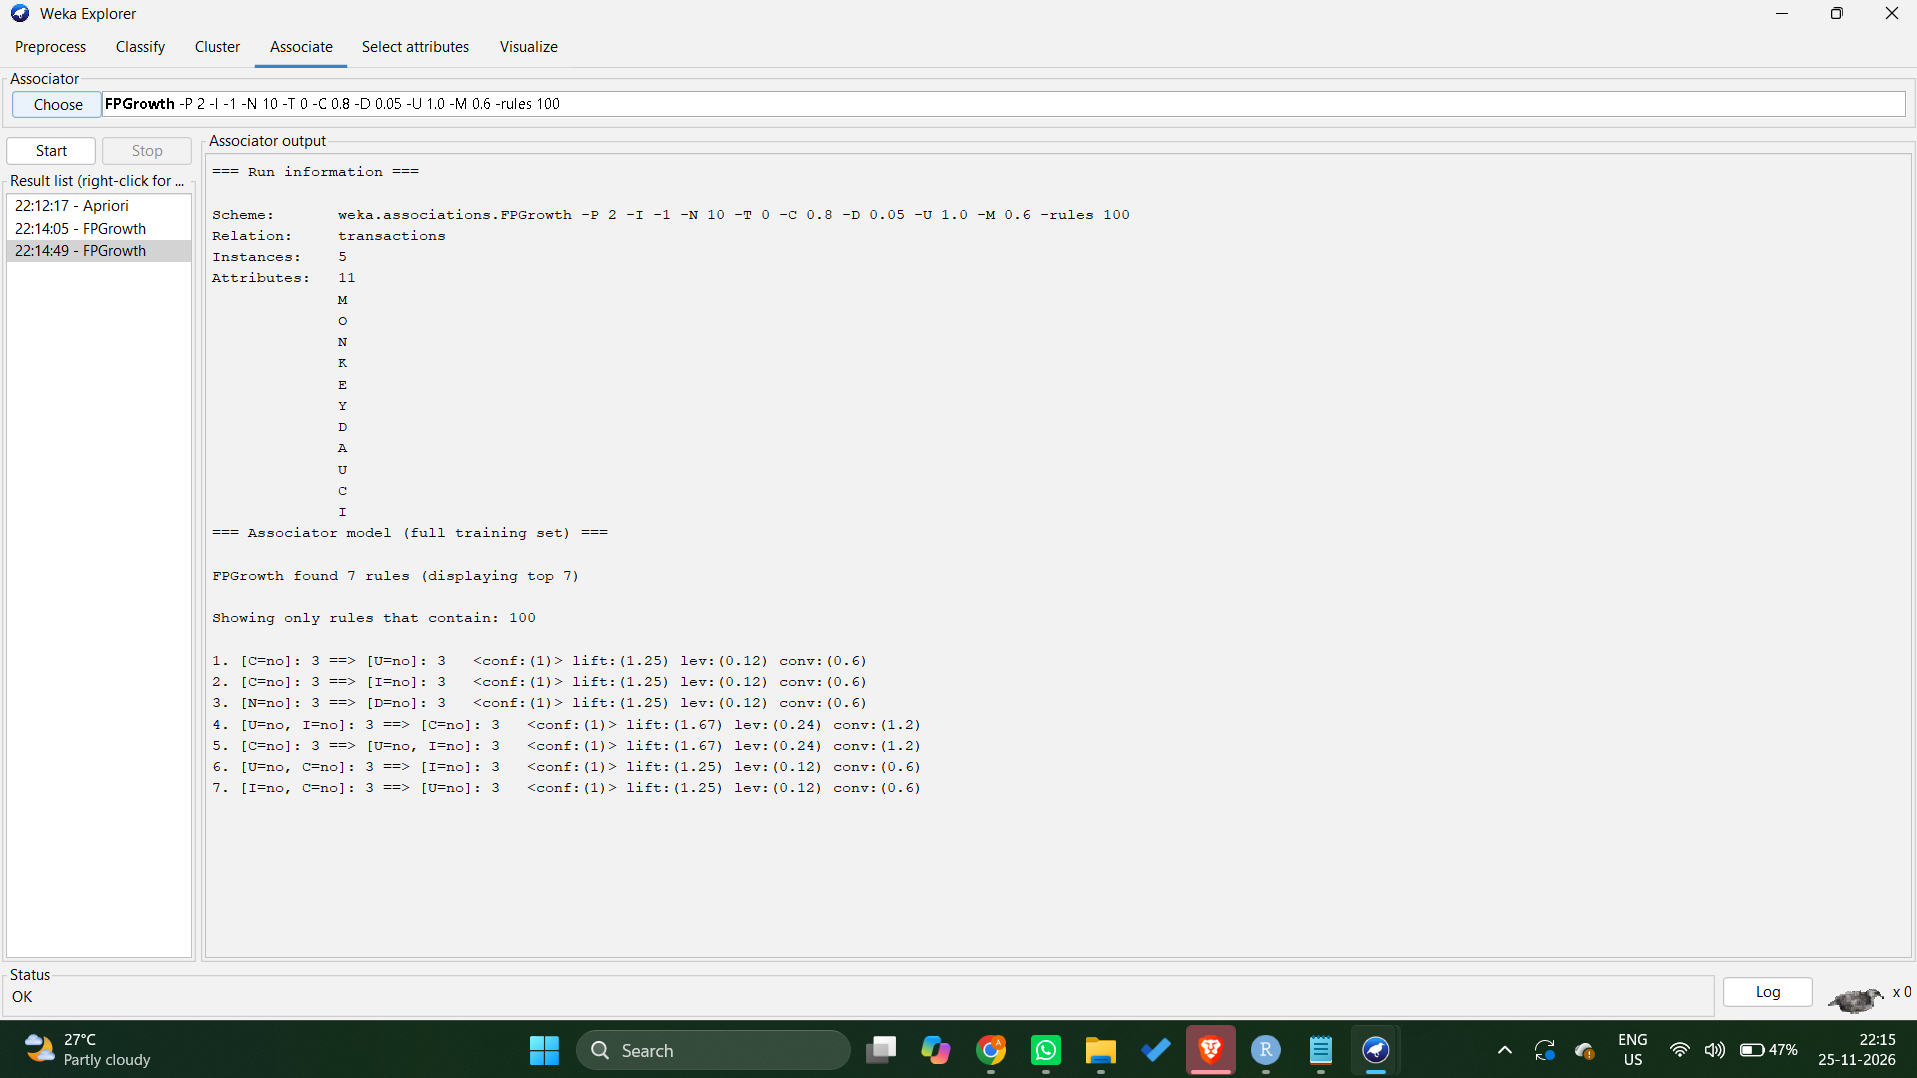 Weka Explorer
Preprocess Classify Cluster Associate Select attributes Visualize
Associator
Choose FPGrowth -P 2 -I -1 -N 10 -T 0 -C 0.8 -D 0.05 -U 1.0 -M 0.6 -rules 100
Start Stop
Result list (right-click for ...
22:12:17 - Apriori
22:14:05 - FPGrowth
22:14:49 - FPGrowth
Associator output
=== Run information ===
Scheme: weka.associations.FPGrowth -P 2 -I -1 -N 10 -T 0 -C 0.8 -D 0.05 -U 1.0 -M 0.6 -rules 100
Relation: transactions
Instances: 5
Attributes: 11
M
O
N
K
E
Y
D
A
U
C
I
=== Associator model (full training set) ===
FPGrowth found 7 rules (displaying top 7)
Showing only rules that contain: 100
1. [C=no]: 3 ==> [U=no]: 3 <conf:(1)> lift:(1.25) lev:(0.12) conv:(0.6)
2. [C=no]: 3 ==> [I=no]: 3 <conf:(1)> lift:(1.25) lev:(0.12) conv:(0.6)
3. [N=no]: 3 ==> [D=no]: 3 <conf:(1)> lift:(1.25) lev:(0.12) conv:(0.6)
4. [U=no, I=no]: 3 ==> [C=no]: 3 <conf:(1)> lift:(1.67) lev:(0.24) conv:(1.2)
5. [C=no]: 3 ==> [U=no, I=no]: 3 <conf:(1)> lift:(1.67) lev:(0.24) conv:(1.2)
6. [U=no, C=no]: 3 ==> [I=no]: 3 <conf:(1)> lift:(1.25) lev:(0.12) conv:(0.6)
7. [I=no, C=no]: 3 ==> [U=no]: 3 <conf:(1)> lift:(1.25) lev:(0.12) conv:(0.6)
Status
OK
Log
x 0
27°C
Partly cloudy
Search
A
R
ENG
US
47%
22:15
25-11-2026